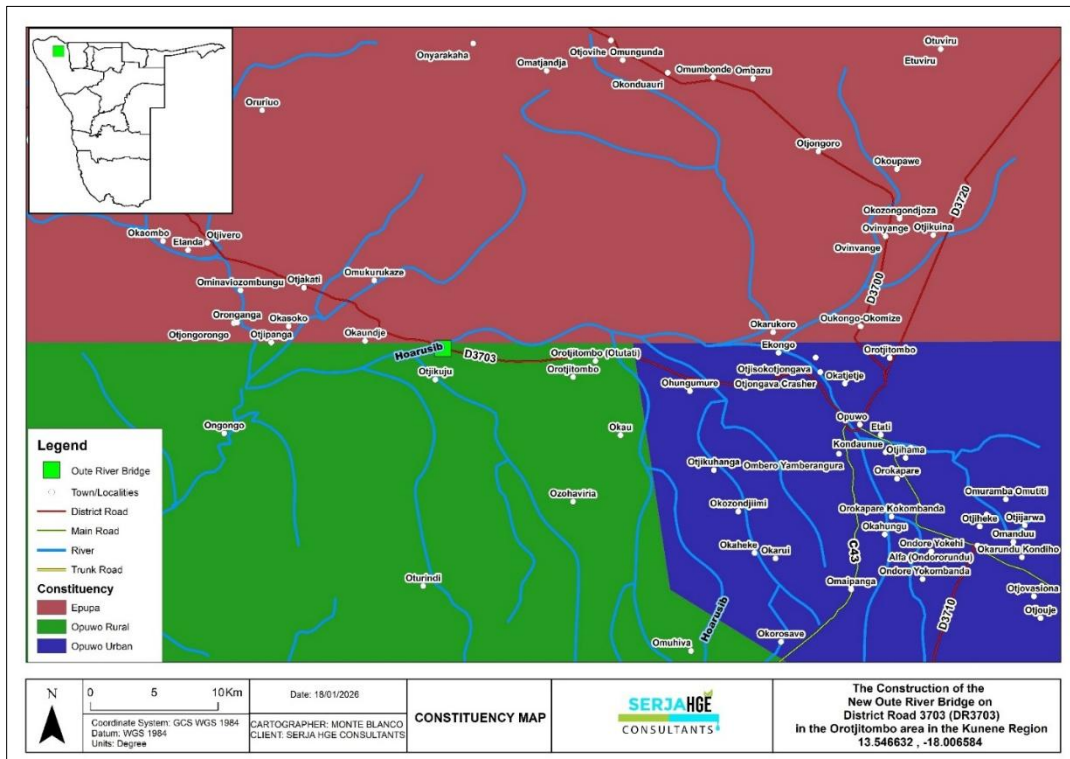 Onyarakaha
Otjovihe
Omungunda
Omatjandja
Okonduauri
Omumbonde
Ombazu
Otuviru
Etuviru
Oruriuo
Otjongoro
Okoupawe
D3720
Okozongondjoza
Ovinyange
Otjikuina
Ovinvange
Okaombo
Etanda
Otjivero
Omukurukaze
Otjakati
Ominaviozombungu
D3700
Oronganga
Okasoko
Otjongorongo
Otjipanga
Okaundje
Okarukoro
Oukongo-Okomize
Hoarusib
D3703
Orotjitombo (Otutati)
Ekongo
Orotjitombo
Otjikuju
Orotjitombo
Otjisokotjongava
Okatjetje
Ohungumure
Otjongava Crasher
Opuwo
Etati
Ongongo
Okau
Kondaunue
Otjihama
Otjikuhanga
Ombero Yamberangura
Orokapare
Okozondjiimi
Omuramba Omutiti
Ozohaviria
Orokapare Kokombanda
Otjiheke
Otjijarwa
Okahungu
Omanduu
Okaheke
Okarui
C43
Ondore Yokehi
Alfa (Ondororundu)
Okarundu Kondiho
Ondore Yokombanda
Oturindi
Omaipanga
Otjovasiona
D3710
Otjouje
Hoarusib
Omuhiva
Okorosave
Legend
Oute River Bridge
Town/Localities
District Road
Main Road
River
Trunk Road
Constituency
Epupa
Opuwo Rural
Opuwo Urban
N
0 5 10Km
Coordinate System: GCS WGS 1984
Datum: WGS 1984
Units: Degree
Date: 18/01/2026
CARTOGRAPHER: MONTE BLANCO
CLIENT: SERJA HGE CONSULTANTS
CONSTITUENCY MAP
SERJAHGE
CONSULTANTS
The Construction of the
New Oute River Bridge on
District Road 3703 (DR3703)
in the Orotjitombo area in the Kunene Region
13.546632 , -18.006584